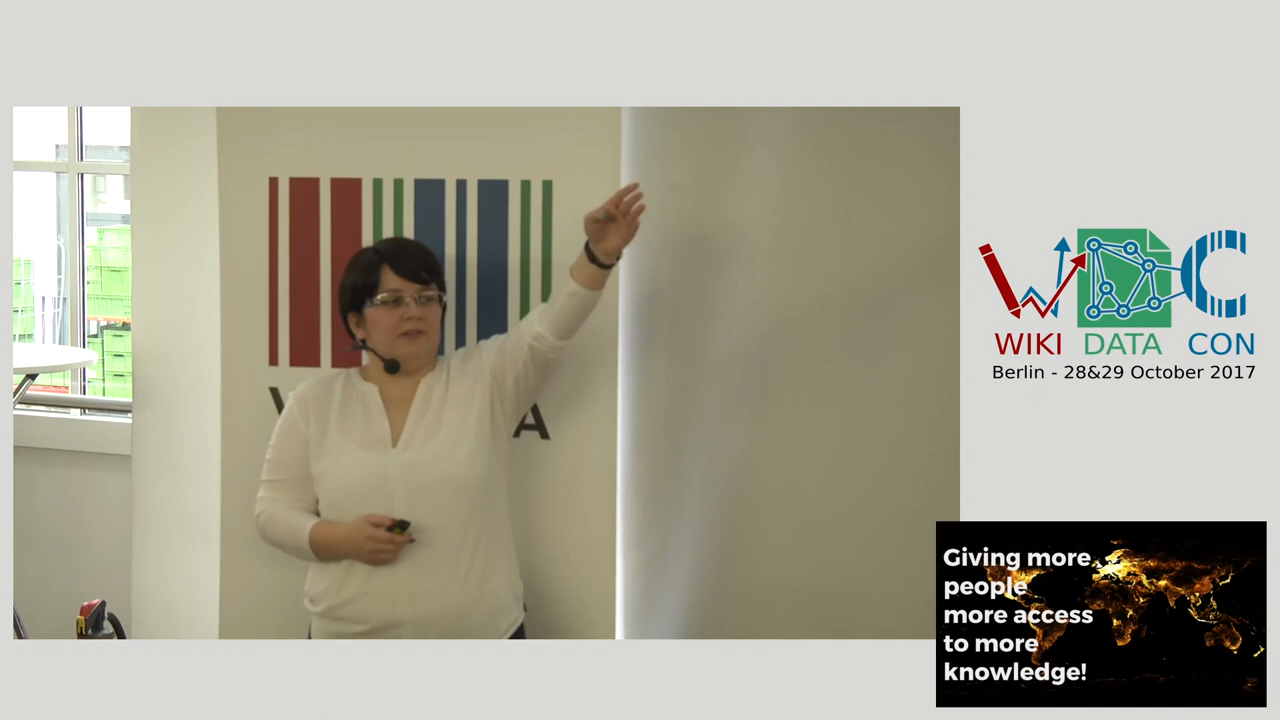 WIKI DATA CON
Berlin - 28&29 October 2017
Giving more
people
more access
to more
knowledge!